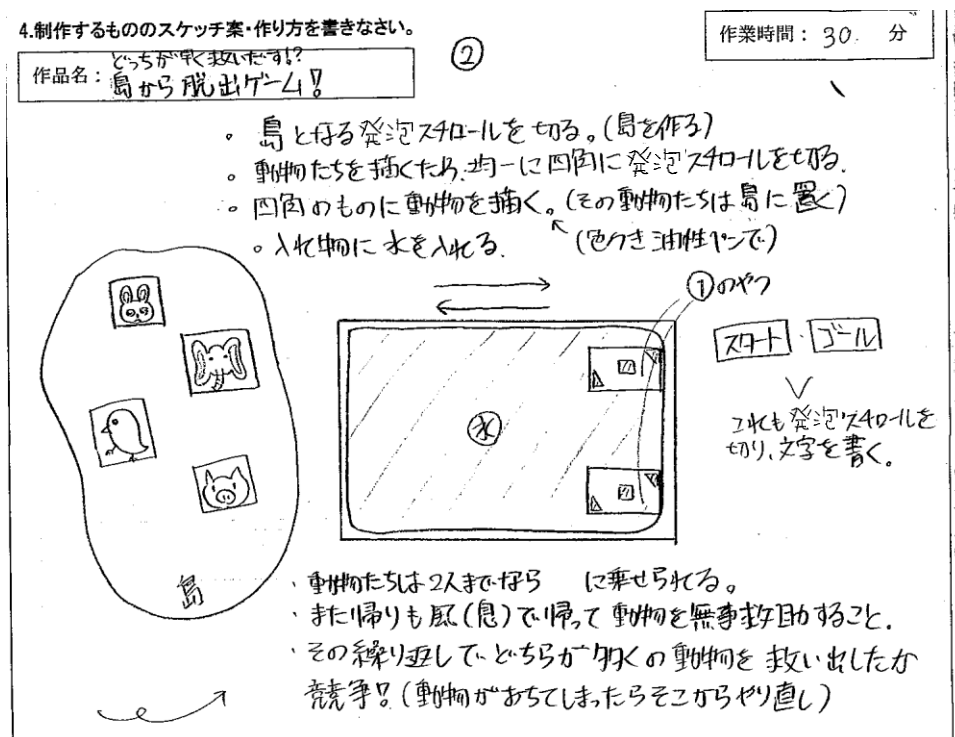 4.制作するもののスケッチ案・作り方を書きなさい。
作業時間： 30. 分
②
作品名： どっちが早く救いだす!?
島から脱出ゲーム!
・島となる発泡スチロールを切る。(島を作る)
・動物たちを描くため、均一に四角に発泡スチロールを切る.
・四角のものに動物を描く。(その動物たちは島に置く)
(色つき油性ペンで)
・入れ物に水を入れる.
①のやつ
スタート・ゴール
これも発泡スチロールを
切り、文字を書く。
水
島
・動物たちは2人までなら に乗せられてる。
・また帰りも風(息)で帰って動物を無事救助すること.
・その繰り返しで、どちらが多くの動物を救い出したか
競争!!(動物がおちてしまったらそこからやり直し)